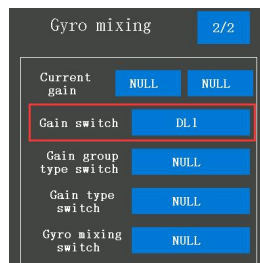 Gyro mixing 2/2
Current
gain NULL NULL
Gain switch DL1
Gain group
type switch NULL
Gain type
switch NULL
Gyro mixing
switch NULL